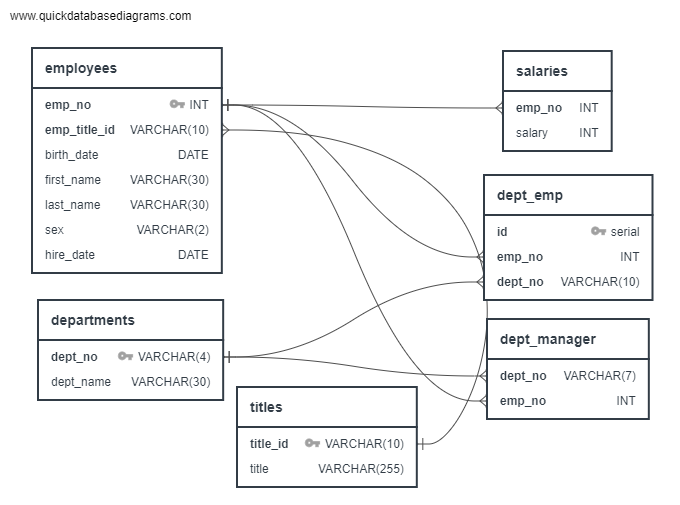 www.quickdatabasediagrams.com
employees
emp_no INT
emp_title_id VARCHAR(10)
birth_date DATE
first_name VARCHAR(30)
last_name VARCHAR(30)
sex VARCHAR(2)
hire_date DATE
salaries
emp_no INT
salary INT
dept_emp
id serial
emp_no INT
dept_no VARCHAR(10)
departments
dept_no VARCHAR(4)
dept_name VARCHAR(30)
dept_manager
dept_no VARCHAR(7)
emp_no INT
titles
title_id VARCHAR(10)
title VARCHAR(255)